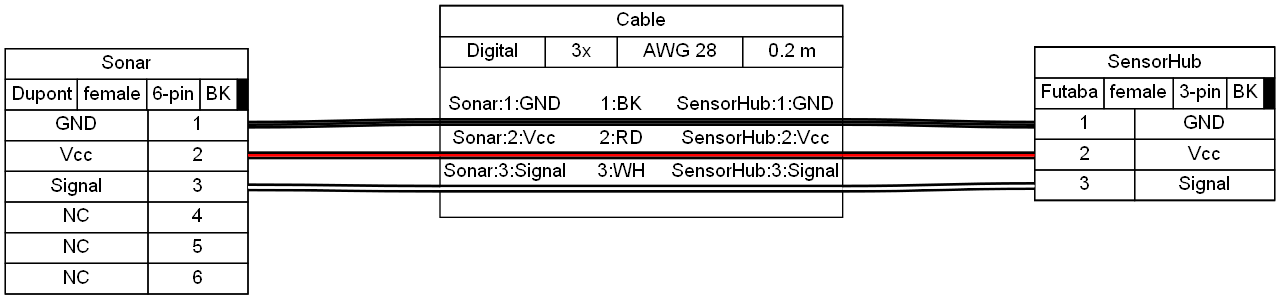 Sonar
Dupont female 6-pin BK
GND 1
Vcc 2
Signal 3
NC 4
NC 5
NC 6
Cable
Digital 3x AWG 28 0.2 m
Sonar:1:GND 1:BK SensorHub:1:GND
Sonar:2:Vcc 2:RD SensorHub:2:Vcc
Sonar:3:Signal 3:WH SensorHub:3:Signal
SensorHub
Futaba female 3-pin BK
1 GND
2 Vcc
3 Signal